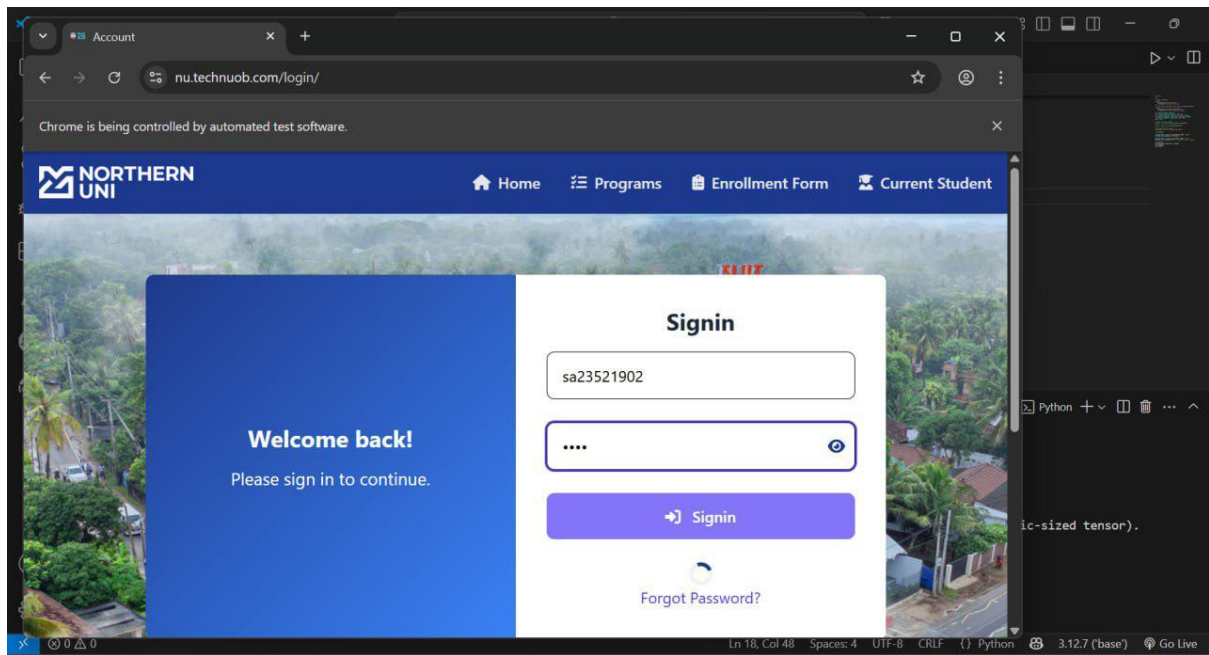 Account
nu.technuob.com/login/
Chrome is being controlled by automated test software.
NORTHERN
UNI
Home
Programs
Enrollment Form
Current Student
Signin
sa23521902
Welcome back!
Please sign in to continue.
Signin
Forgot Password?
Python
ic-sized tensor).
0
0
Ln 18, Col 48
Spaces: 4
UTF-8
CRLF
{} Python
3.12.7 ('base')
Go Live